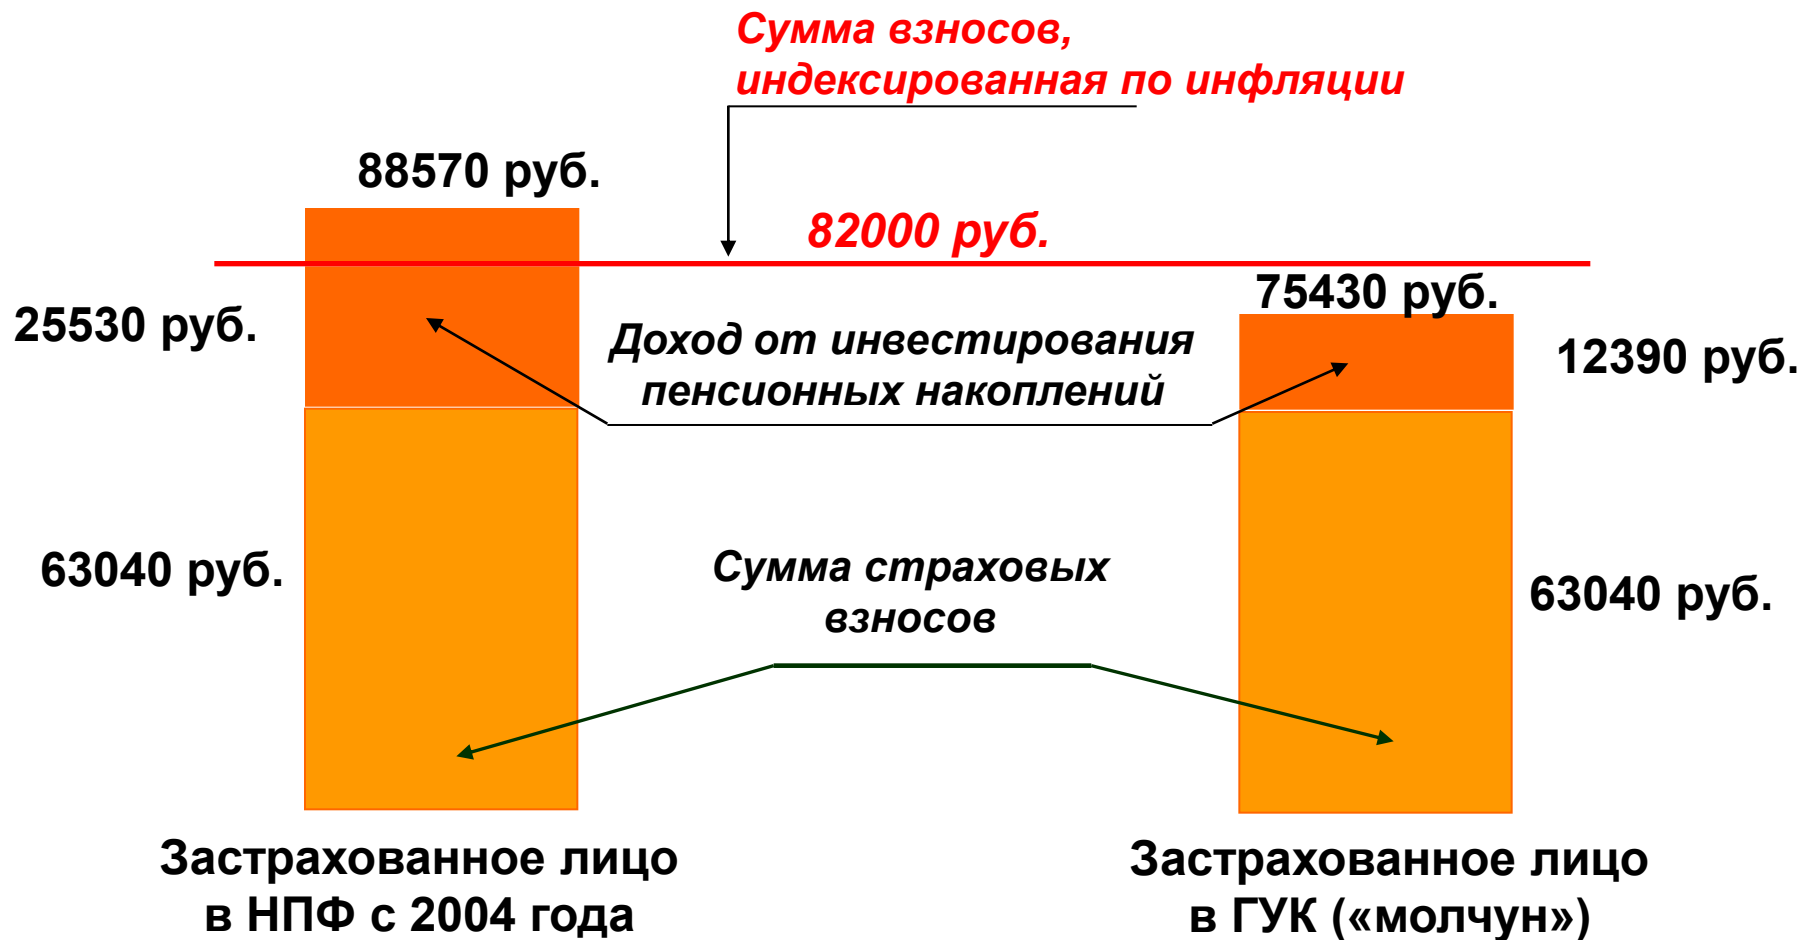 Сумма взносов,
индексированная по инфляции
88570 руб.
82000 руб.
75430 руб.
25530 руб.
Доход от инвестирования
пенсионных накоплений
12390 руб.
63040 руб.
Сумма страховых
взносов
63040 руб.
Застрахованное лицо
в НПФ с 2004 года
Застрахованное лицо
в ГУК («молчун»)